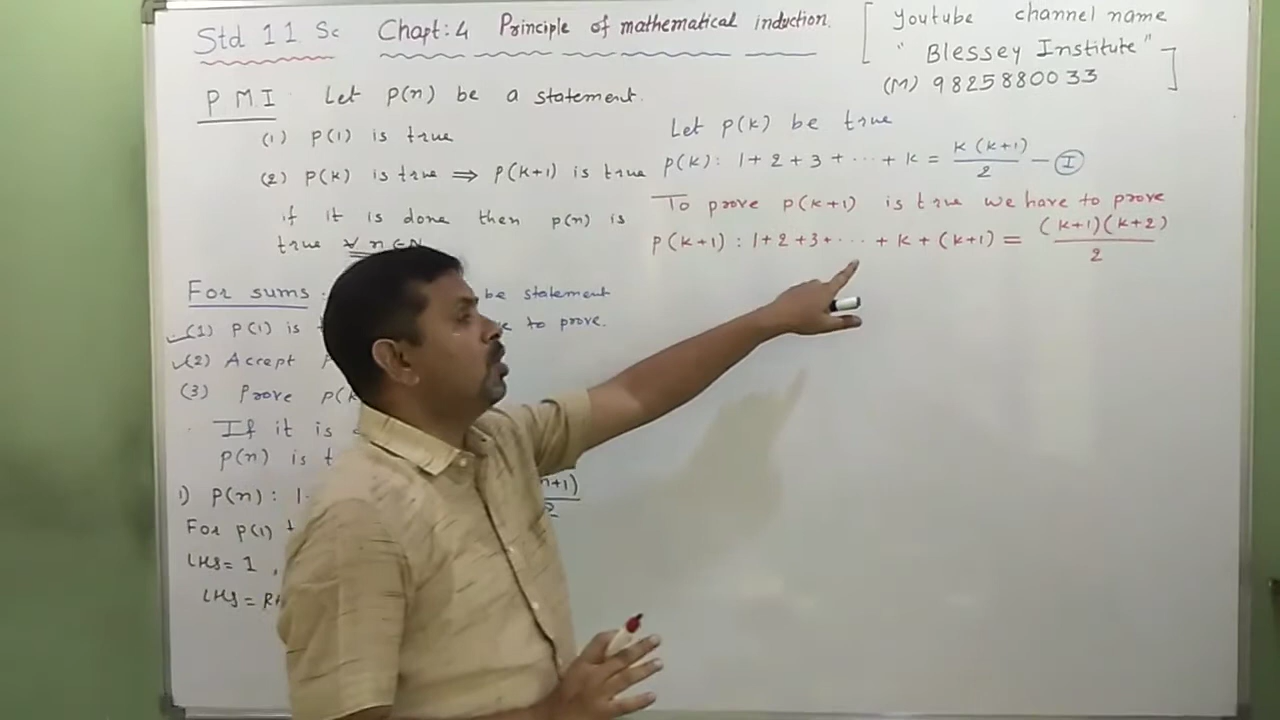 Std 11 Sc Chapt: 4 Principle of mathematical induction.
[ Youtube channel name
" Blessey Institute"
(M) 9825880033 ]
P M I Let P(n) be a statement.
(1) P(1) is true
(2) P(k) is true ⟹ P(k+1) is true
if it is done then P(n) is
true ∀ n ∈ N
For sums : be statement
(1) P(1) is to prove.
(2) Accept
(3) Prove P(k
If it is
P(n) is t
1) P(n) : 1 n+1)/2
For P(1)
LHS = 1 ,
LHS = RH
Let P(k) be true
P(k) : 1 + 2 + 3 + ... + k = k(k+1)/2 — (I)
To prove P(k+1) is true we have to prove
P(k+1) : 1 + 2 + 3 + ... + k + (k+1) = (k+1)(k+2)/2